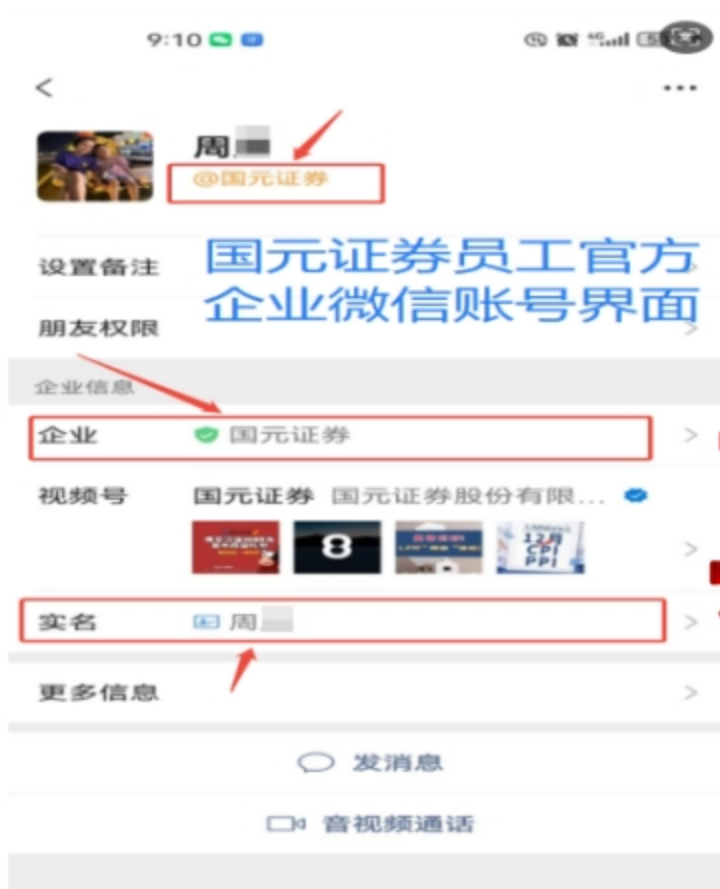 9:10
周
@国元证券
国元证券员工官方
企业微信账号界面
设置备注
朋友权限
企业信息
企业 国元证券
视频号 国元证券 国元证券股份有限...
8
12月
CPI
PPI
实名 周
更多信息
发消息
音视频通话